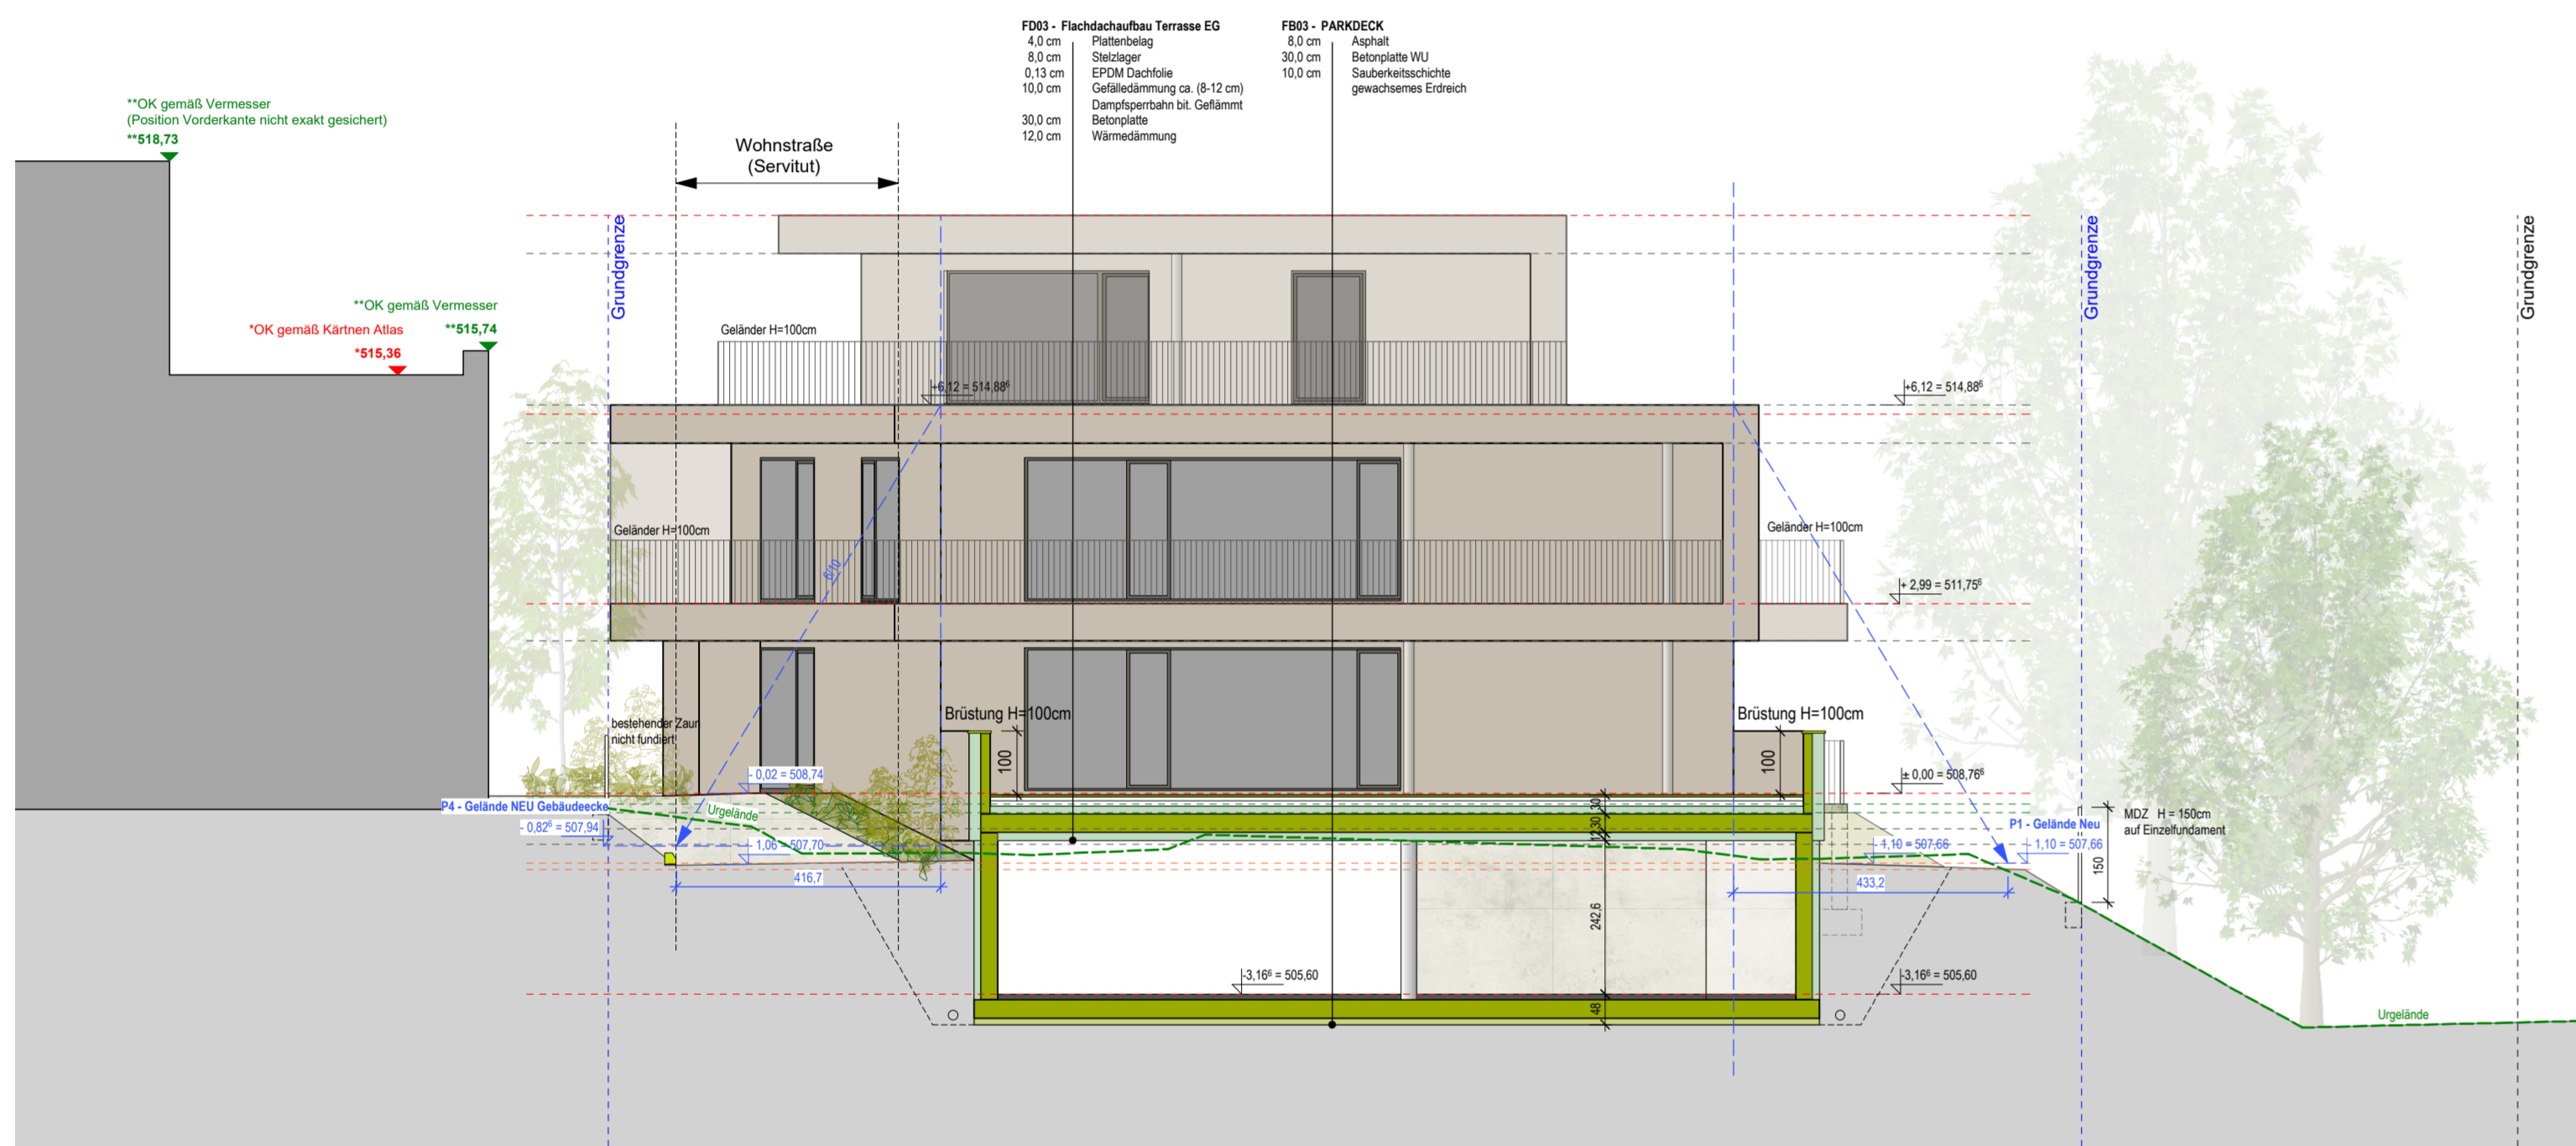 FD03 - Flachdachaufbau Terrasse EG
4,0 cm Plattenbelag
8,0 cm Stelzlager
0,13 cm EPDM Dachfolie
10,0 cm Gefälledämmung ca. (8-12 cm)
Dampfsperrbahn bit. Geflämmt
30,0 cm Betonplatte
12,0 cm Wärmedämmung
FB03 - PARKDECK
8,0 cm Asphalt
30,0 cm Betonplatte WU
10,0 cm Sauberkeitsschichte
gewachsemes Erdreich
**OK gemäß Vermesser
(Position Vorderkante nicht exakt gesichert)
**518,73
Wohnstraße
(Servitut)
Grundgrenze
Grundgrenze
Grundgrenze
**OK gemäß Vermesser
*OK gemäß Kärtnen Atlas
**515,74
*515,36
Geländer H=100cm
+6,12 = 514,88⁶
+6,12 = 514,88⁶
Geländer H=100cm
Geländer H=100cm
6/10
+ 2,99 = 511,75⁶
bestehender Zaun
nicht fundiert
Brüstung H=100cm
Brüstung H=100cm
100
100
- 0,02 = 508,74
± 0,00 = 508,76⁶
P4 - Gelände NEU Gebäudeecke
Urgelände
- 0,82⁶ = 507,94
- 1,06 = 507,70
30
30
12
MDZ H = 150cm
auf Einzelfundament
P1 - Gelände Neu
- 1,10 = 507,66
- 1,10 = 507,66
150
416,7
433,2
242,6
-3,16⁶ = 505,60
-3,16⁶ = 505,60
48
Urgelände